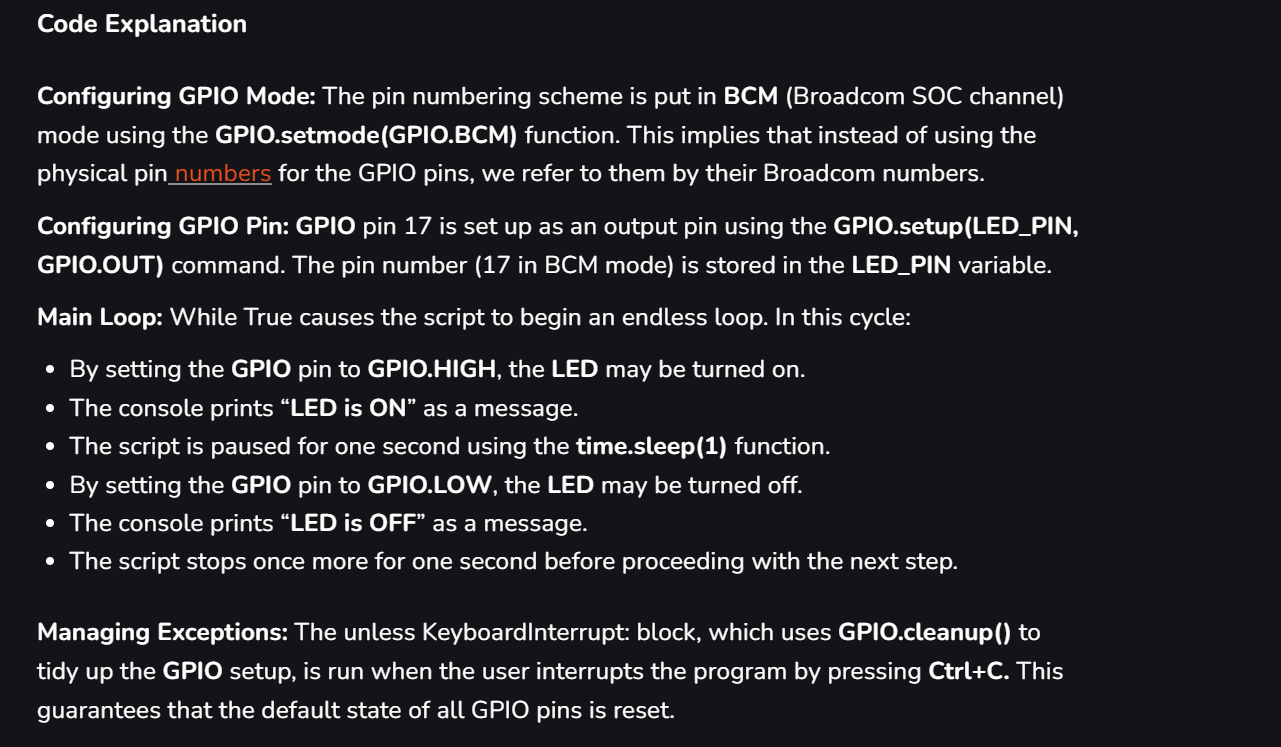 Code Explanation
Configuring GPIO Mode: The pin numbering scheme is put in BCM (Broadcom SOC channel)
mode using the GPIO.setmode(GPIO.BCM) function. This implies that instead of using the
physical pin numbers for the GPIO pins, we refer to them by their Broadcom numbers.
Configuring GPIO Pin: GPIO pin 17 is set up as an output pin using the GPIO.setup(LED_PIN,
GPIO.OUT) command. The pin number (17 in BCM mode) is stored in the LED_PIN variable.
Main Loop: While True causes the script to begin an endless loop. In this cycle:
• By setting the GPIO pin to GPIO.HIGH, the LED may be turned on.
• The console prints “LED is ON” as a message.
• The script is paused for one second using the time.sleep(1) function.
• By setting the GPIO pin to GPIO.LOW, the LED may be turned off.
• The console prints “LED is OFF” as a message.
• The script stops once more for one second before proceeding with the next step.
Managing Exceptions: The unless KeyboardInterrupt: block, which uses GPIO.cleanup() to
tidy up the GPIO setup, is run when the user interrupts the program by pressing Ctrl+C. This
guarantees that the default state of all GPIO pins is reset.